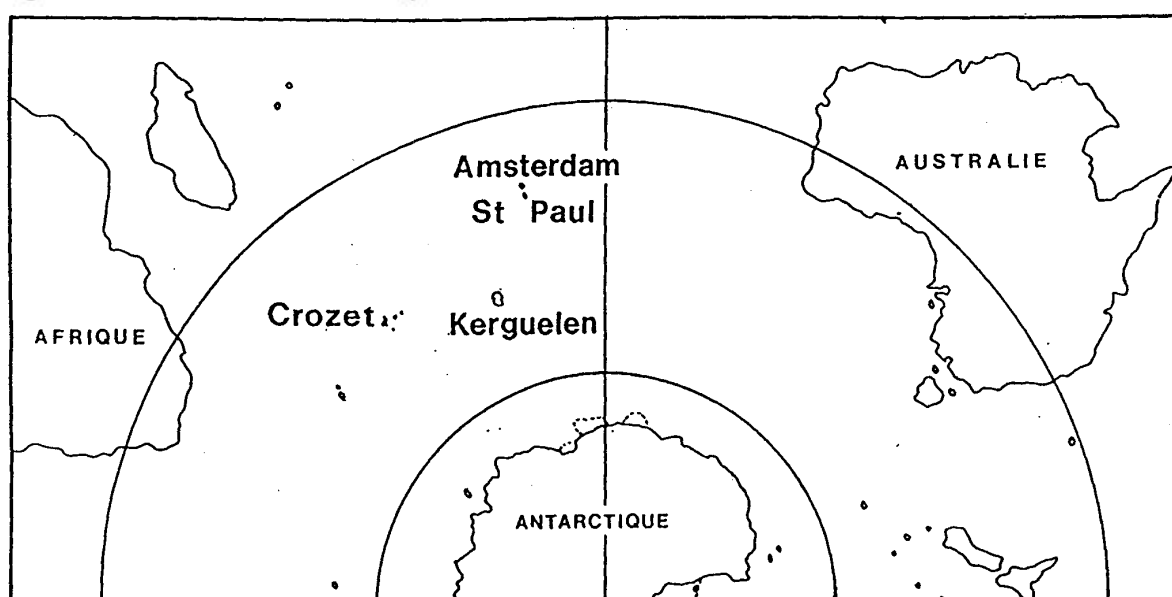 Amsterdam
AUSTRALIE
St Paul
Crozet
Kerguelen
AFRIQUE
ANTARCTIQUE